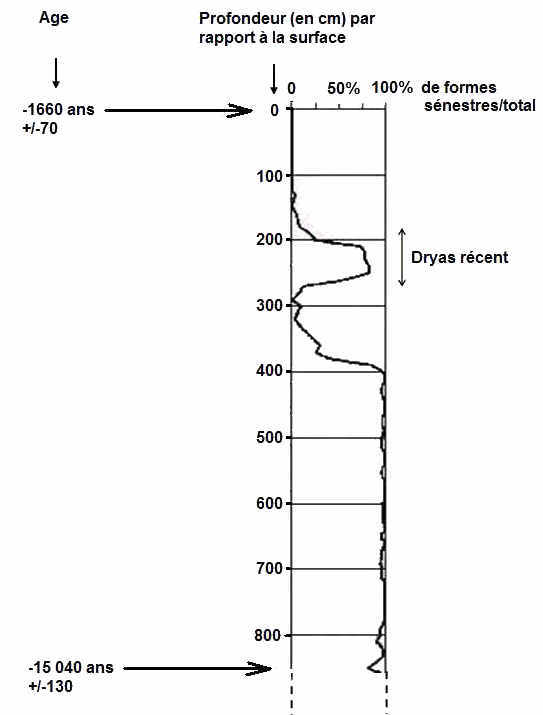 Age
Profondeur (en cm) par
rapport à la surface
0 50% 100% de formes
sénestres/total
-1660 ans
+/-70
0
100
200
Dryas récent
300
400
500
600
700
800
-15 040 ans
+/-130